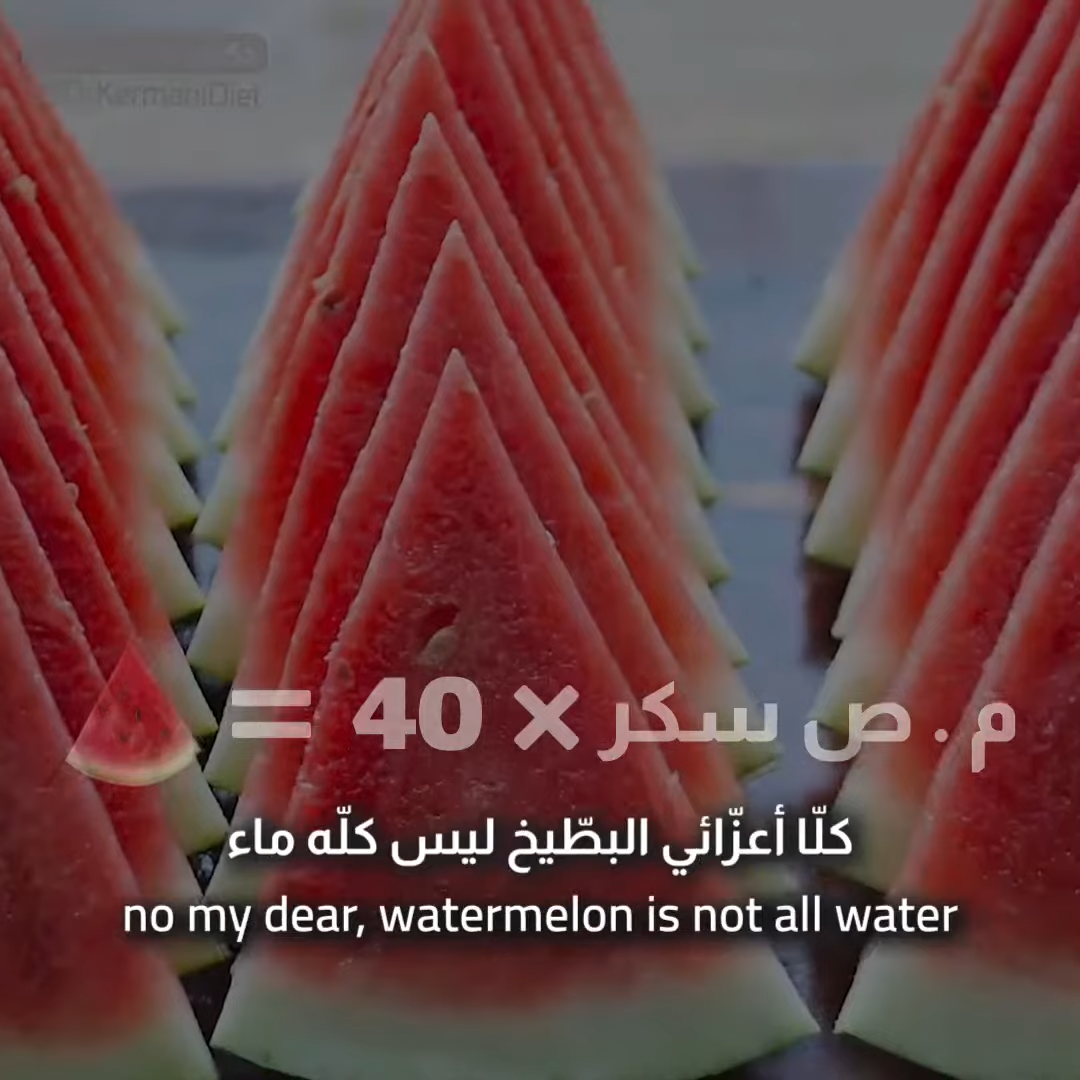 KermaniDiet
م. ص سكر × 40 =
كلّا أعزّائي البطّيخ ليس كلّه ماء
no my dear, watermelon is not all water